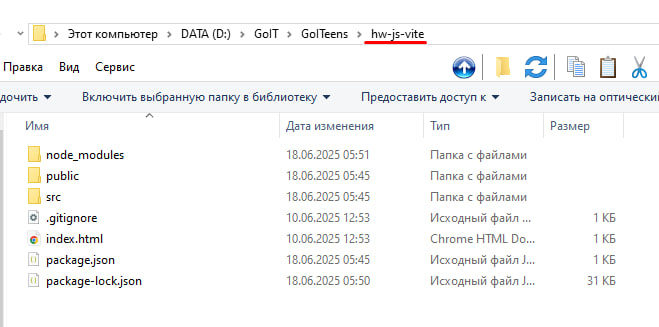 Этот компьютер > DATA (D:) > GoIT > GoITeens > hw-js-vite
Правка Вид Сервис
дочить Включить выбранную папку в библиотеку Предоставить доступ к Записать на оптически
Имя Дата изменения Тип Размер
node_modules 18.06.2025 05:51 Папка с файлами
public 18.06.2025 05:45 Папка с файлами
src 18.06.2025 05:45 Папка с файлами
.gitignore 10.06.2025 12:53 Исходный файл ... 1 КБ
index.html 10.06.2025 12:53 Chrome HTML Do... 1 КБ
package.json 18.06.2025 05:45 Исходный файл J... 1 КБ
package-lock.json 18.06.2025 05:50 Исходный файл J... 31 КБ